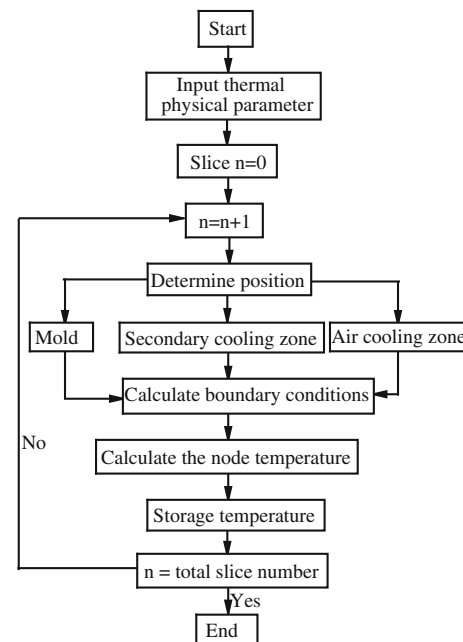 Start
Input thermal
physical parameter
Slice n=0
n=n+1
Determine position
Mold
Secondary cooling zone
Air cooling zone
Calculate boundary conditions
No
Calculate the node temperature
Storage temperature
n = total slice number
Yes
End